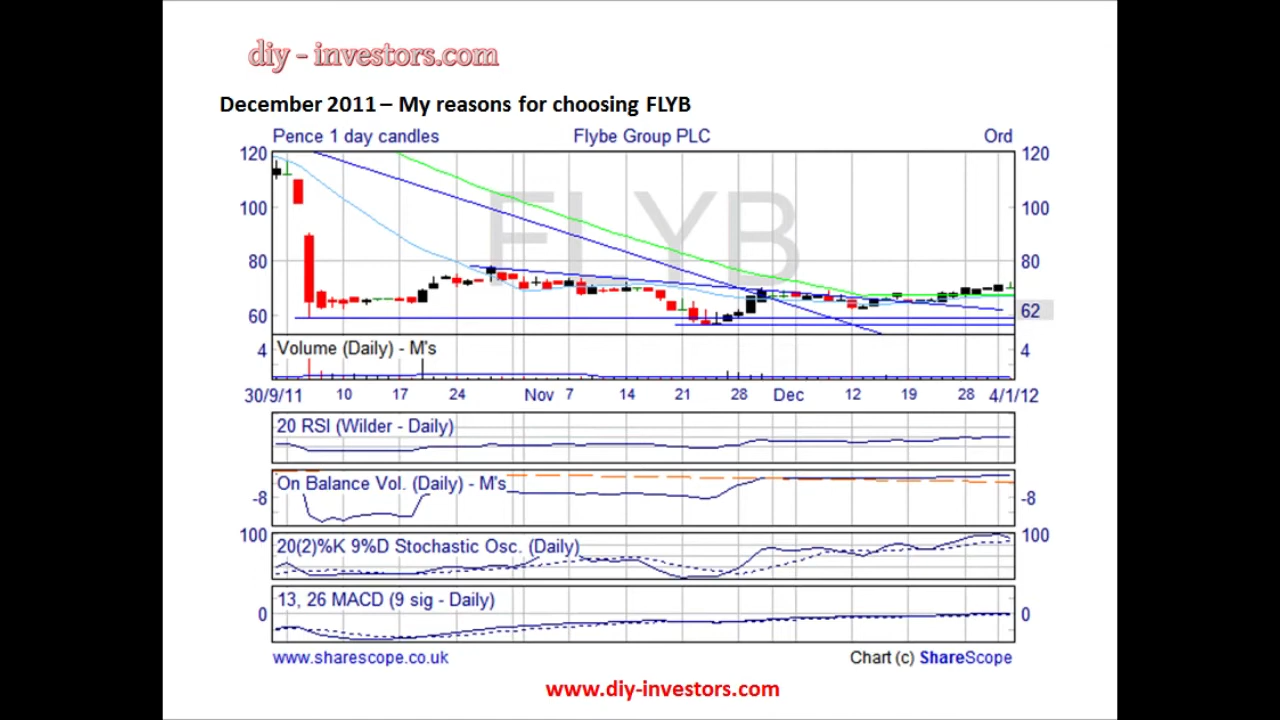 diy - investors.com
December 2011 – My reasons for choosing FLYB
Pence 1 day candles Flybe Group PLC Ord
120 120
FLYB
100 100
80 80
62
60
Volume (Daily) - M's
4 4
30/9/11 10 17 24 Nov 7 14 21 28 Dec 12 19 28 4/1/12
20 RSI (Wilder - Daily)
On Balance Vol. (Daily) - M's
-8 -8
100 100
20(2)%K 9%D Stochastic Osc. (Daily)
13, 26 MACD (9 sig - Daily)
0 0
www.sharescope.co.uk Chart (c) ShareScope
www.diy-investors.com